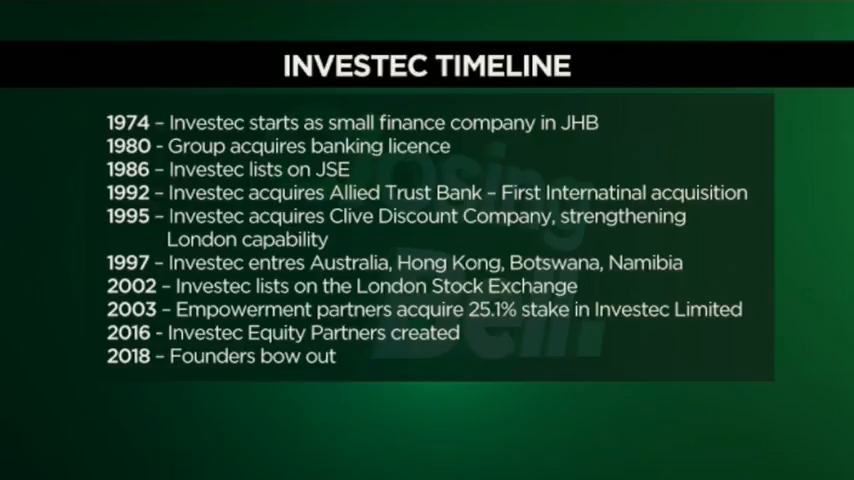 INVESTEC TIMELINE
1974 – Investec starts as small finance company in JHB
1980 - Group acquires banking licence
1986 – Investec lists on JSE
1992 – Investec acquires Allied Trust Bank – First Internatinal acquisition
1995 – Investec acquires Clive Discount Company, strengthening
London capability
1997 – Investec entres Australia, Hong Kong, Botswana, Namibia
2002 – Investec lists on the London Stock Exchange
2003 – Empowerment partners acquire 25.1% stake in Investec Limited
2016 - Investec Equity Partners created
2018 – Founders bow out
Closing
Bell.